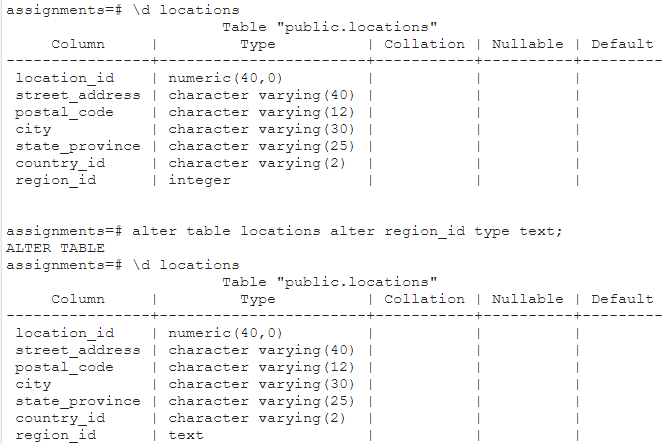 assignments=# \d locations
                        Table "public.locations"
     Column     |         Type          | Collation | Nullable | Default
----------------+-----------------------+-----------+----------+---------
 location_id    | numeric(40,0)         |           |          |
 street_address | character varying(40) |           |          |
 postal_code    | character varying(12) |           |          |
 city           | character varying(30) |           |          |
 state_province | character varying(25) |           |          |
 country_id     | character varying(2)  |           |          |
 region_id      | integer               |           |          |
assignments=# alter table locations alter region_id type text;
ALTER TABLE
assignments=# \d locations
                        Table "public.locations"
     Column     |         Type          | Collation | Nullable | Default
----------------+-----------------------+-----------+----------+---------
 location_id    | numeric(40,0)         |           |          |
 street_address | character varying(40) |           |          |
 postal_code    | character varying(12) |           |          |
 city           | character varying(30) |           |          |
 state_province | character varying(25) |           |          |
 country_id     | character varying(2)  |           |          |
 region_id      | text                  |           |          |